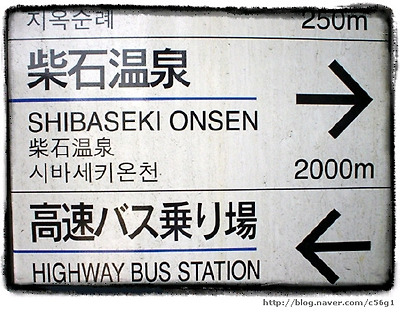 지옥순례 250m
柴石温泉
SHIBASEKI ONSEN
柴石温泉
시바세키온천 2000m
高速バス乗り場
HIGHWAY BUS STATION
http://blog.naver.com/c56g1